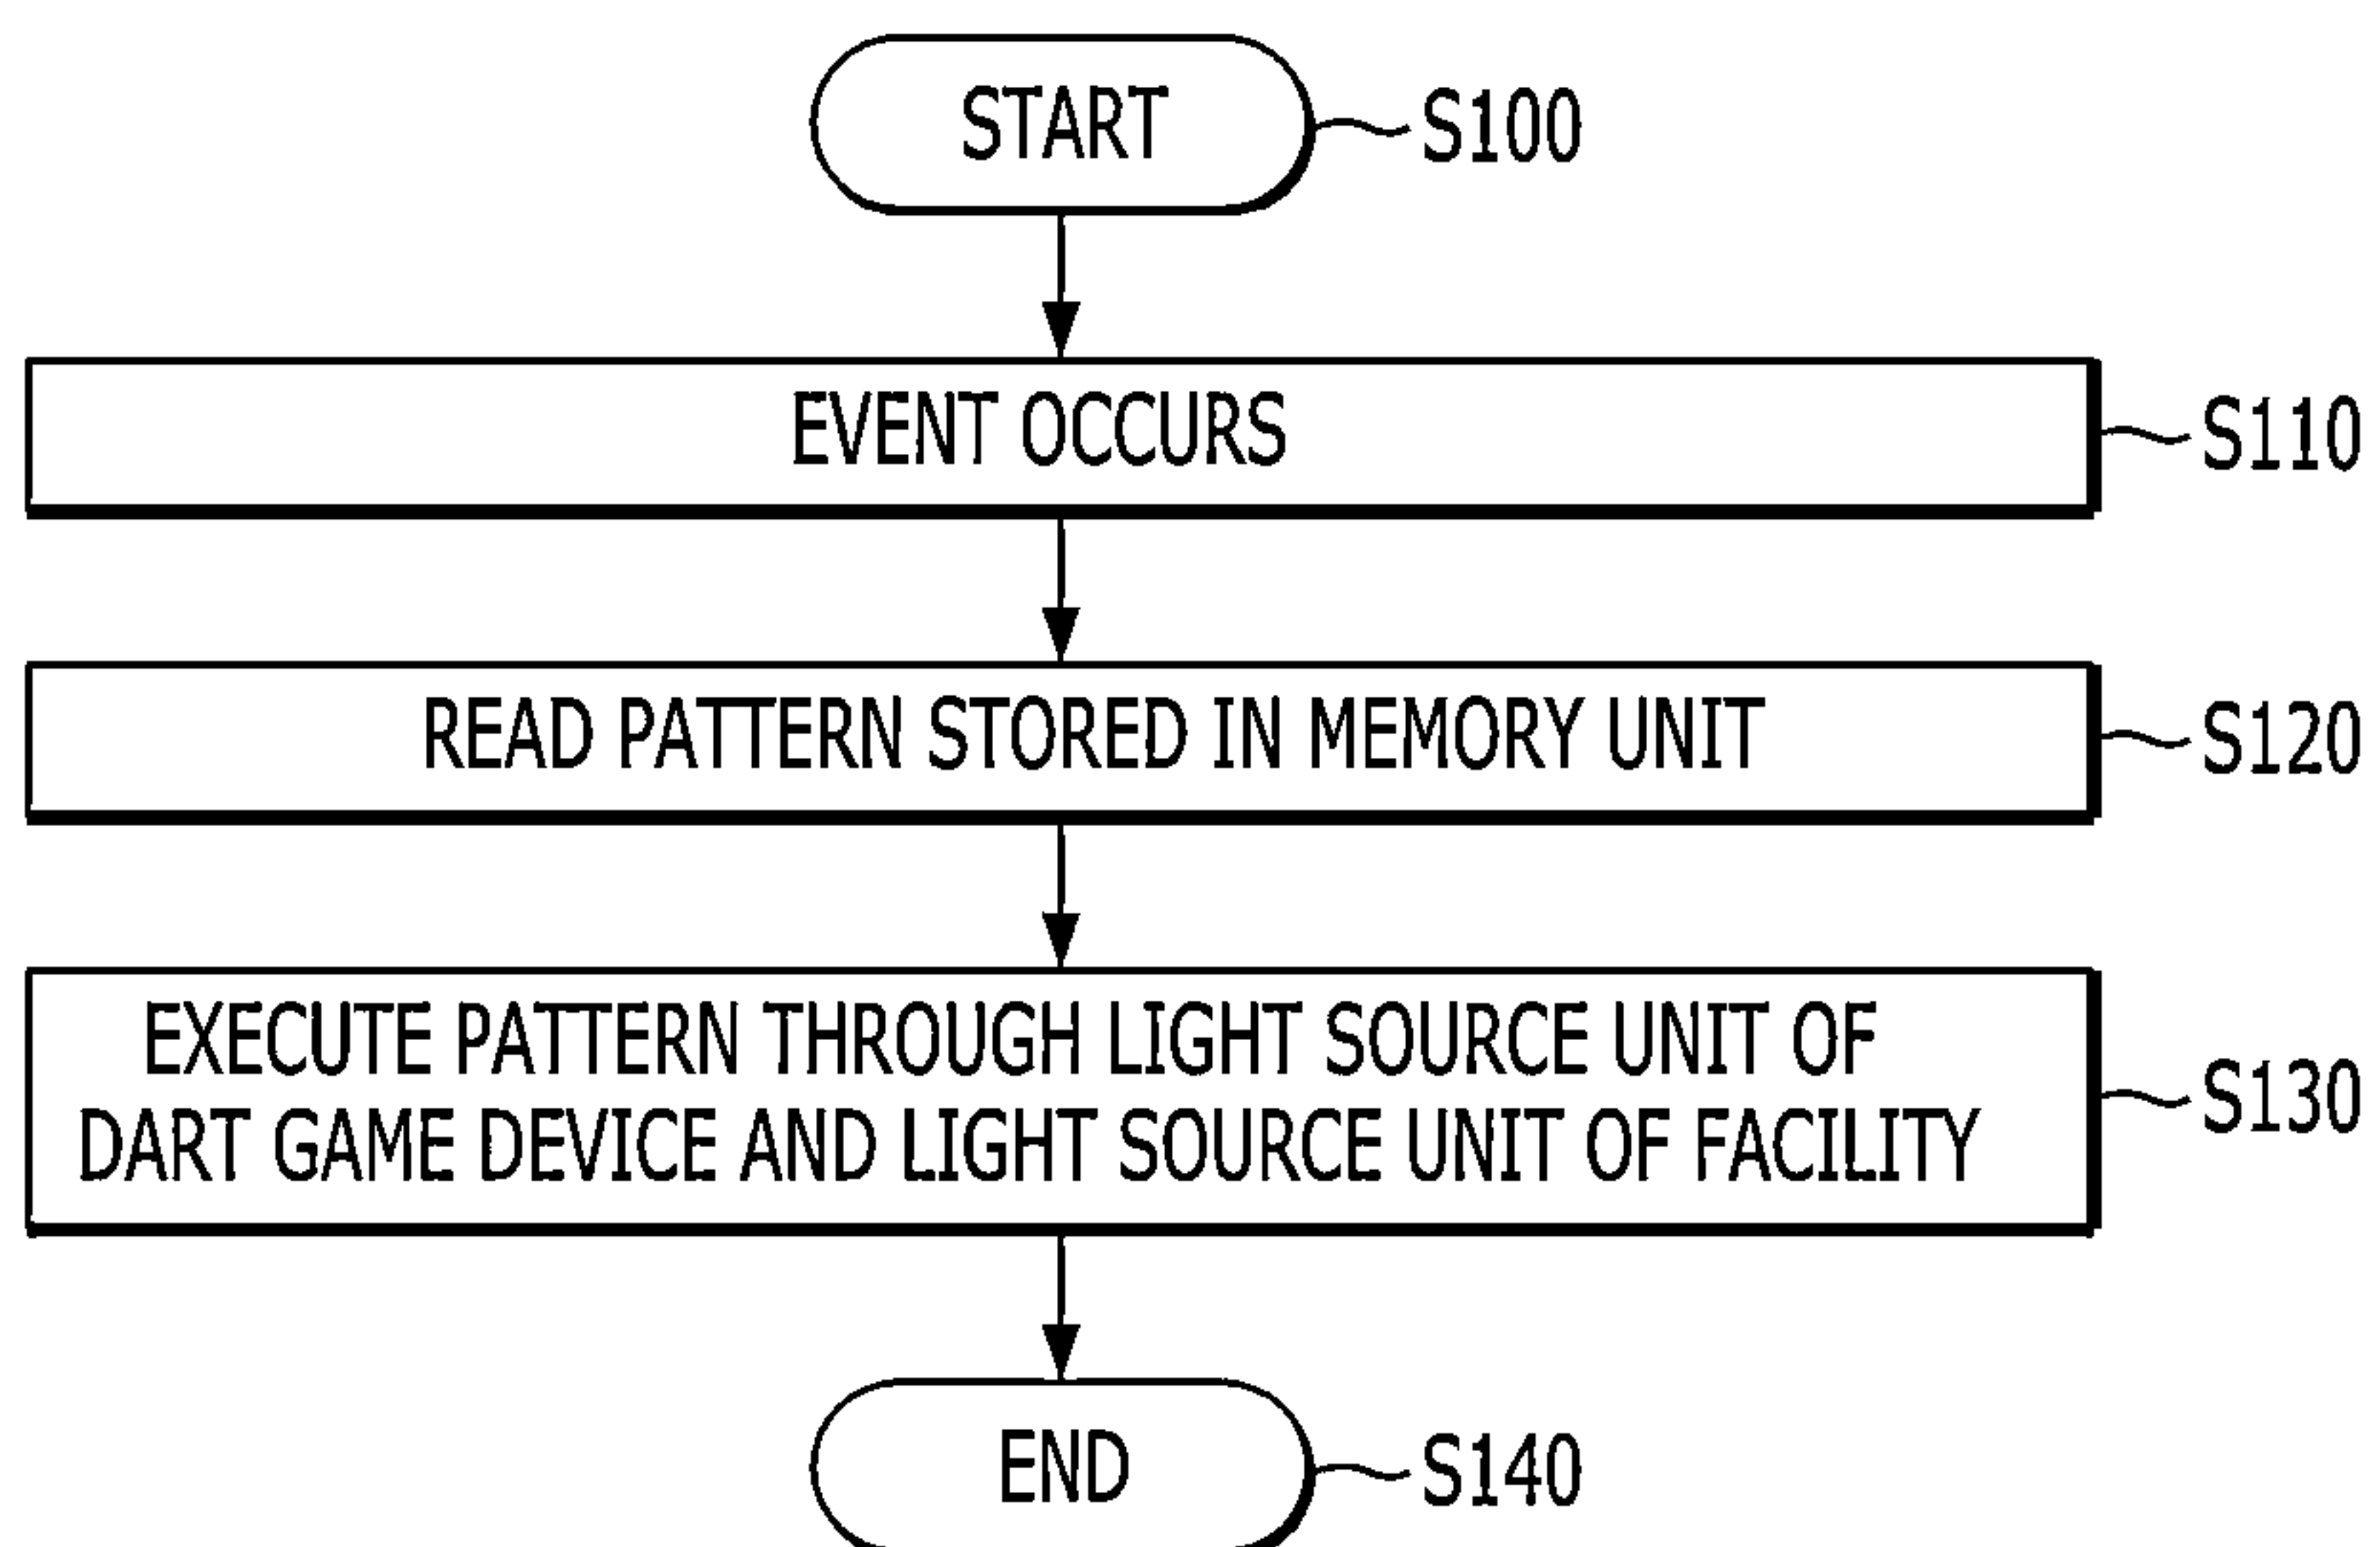 START
S100
EVENT OCCURS
S110
READ PATTERN STORED IN MEMORY UNIT
S120
EXECUTE PATTERN THROUGH LIGHT SOURCE UNIT OF
DART GAME DEVICE AND LIGHT SOURCE UNIT OF FACILITY
S130
END
S140